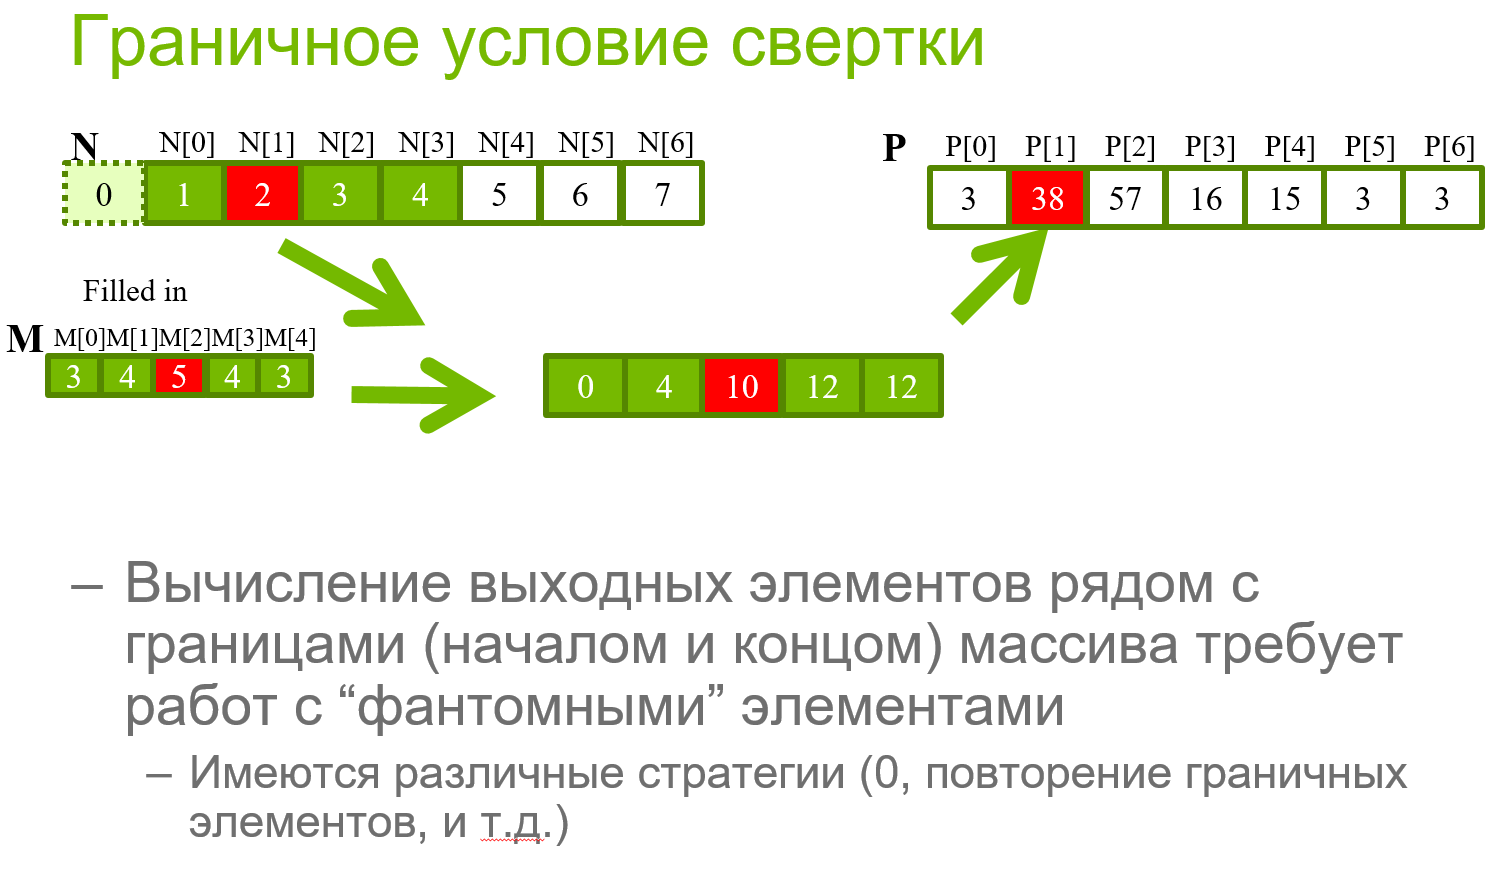 Граничное условие свертки
N N[0] N[1] N[2] N[3] N[4] N[5] N[6]
0 1 2 3 4 5 6 7
P P[0] P[1] P[2] P[3] P[4] P[5] P[6]
3 38 57 16 15 3 3
Filled in
M M[0] M[1] M[2] M[3] M[4]
3 4 5 4 3
0 4 10 12 12
– Вычисление выходных элементов рядом с
границами (началом и концом) массива требует
работ с “фантомными” элементами
– Имеются различные стратегии (0, повторение граничных
элементов, и т.д.)